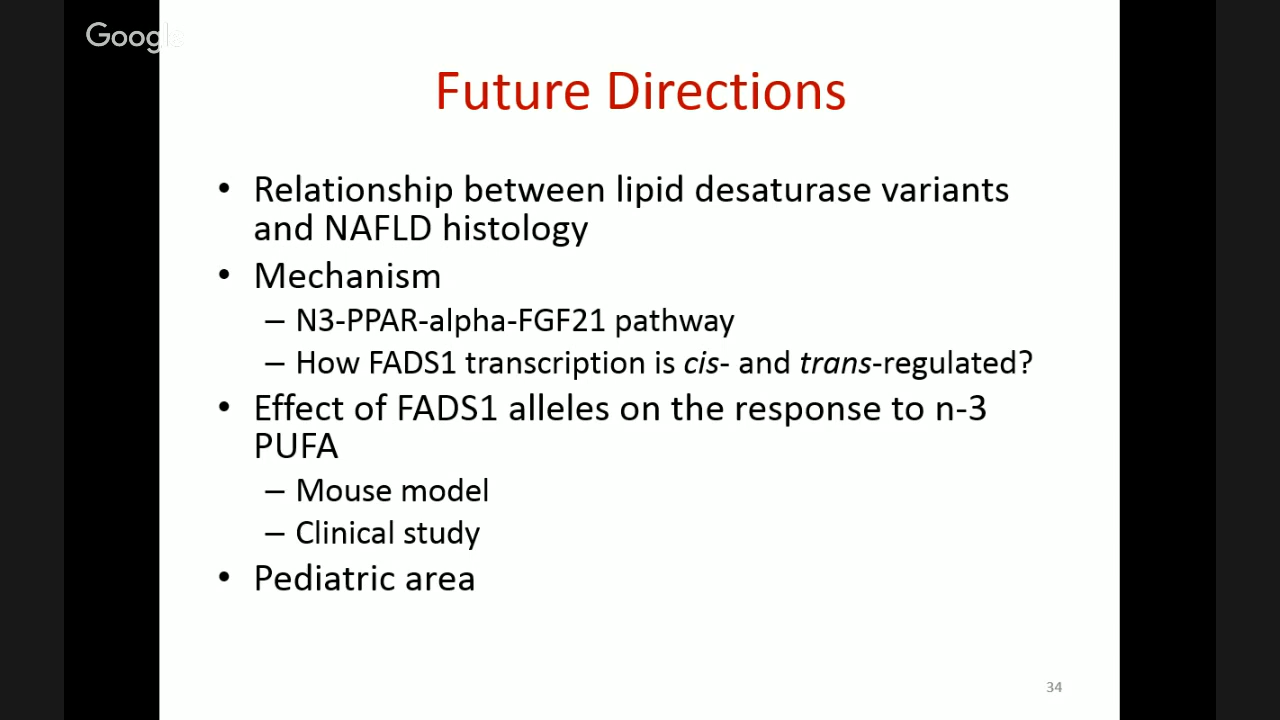 Google
Future Directions
• Relationship between lipid desaturase variants
and NAFLD histology
• Mechanism
– N3-PPAR-alpha-FGF21 pathway
– How FADS1 transcription is cis- and trans-regulated?
• Effect of FADS1 alleles on the response to n-3
PUFA
– Mouse model
– Clinical study
• Pediatric area
34